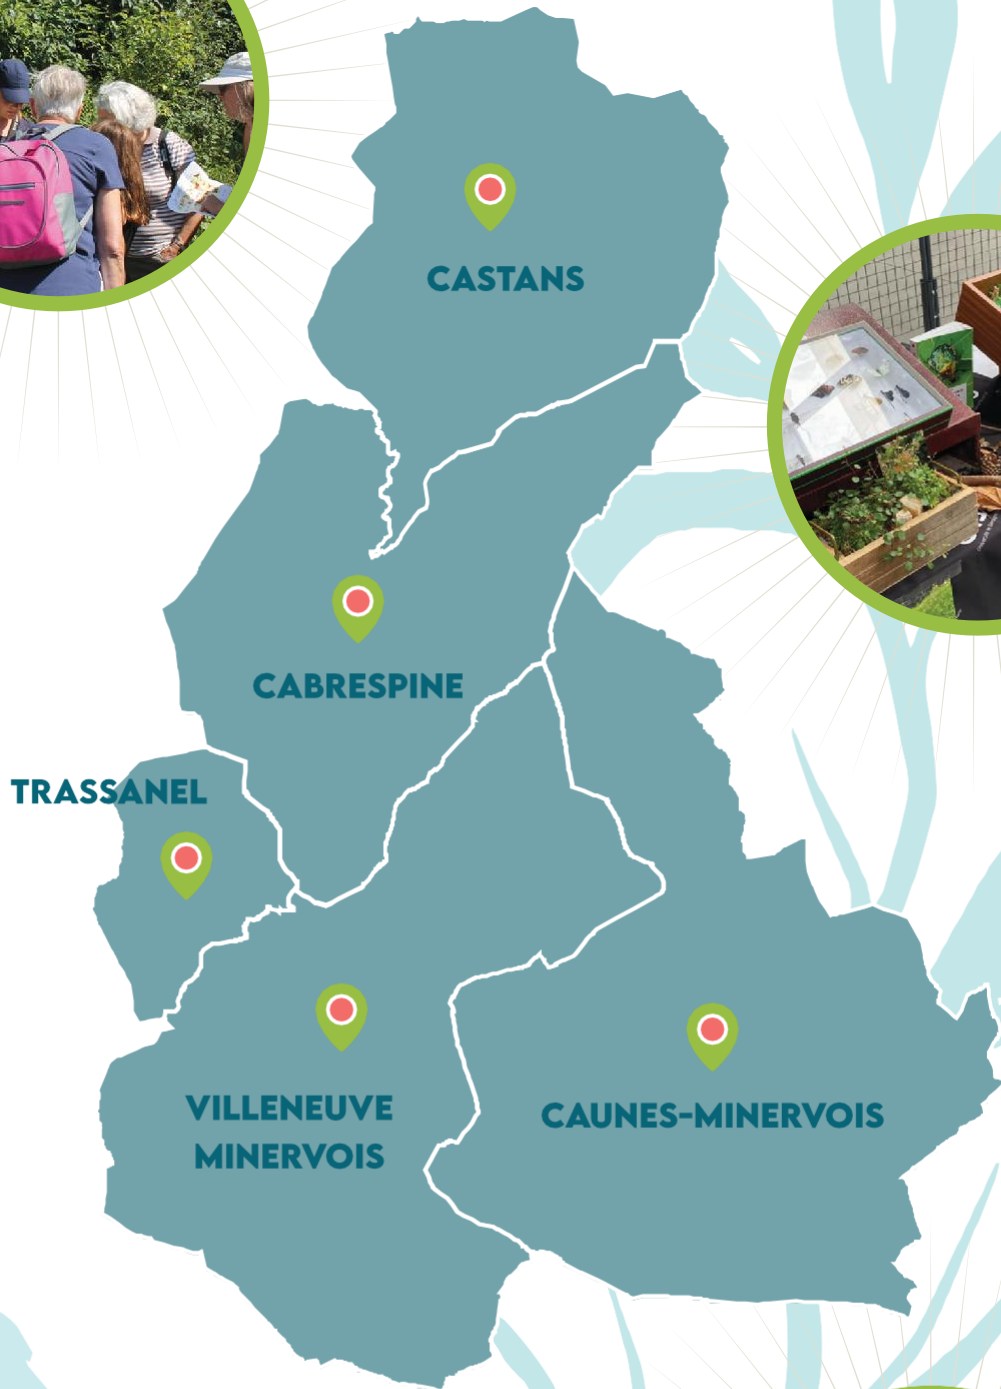 CASTANS
CABRESPINE
TRASSANEL
VILLENEUVE
MINERVOIS
CAUNES-MINERVOIS